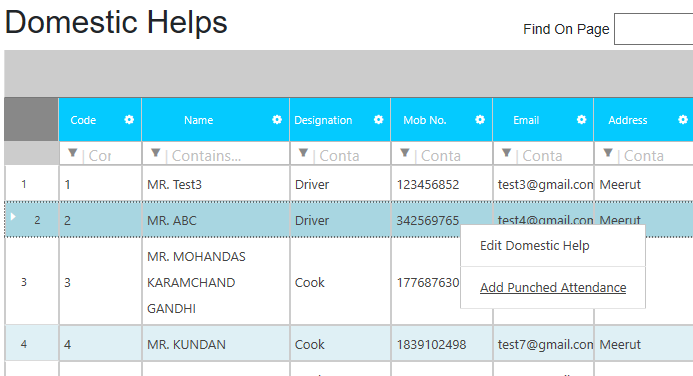 Domestic Helps
Find On Page
Code Name Designation Mob No. Email Address
Cor Contains... Conta Conta Conta Conta
1 1 MR. Test3 Driver 123456852 test3@gmail.com Meerut
2 2 MR. ABC Driver 342569765 test4@gmail.com Meerut
Edit Domestic Help
MR. MOHANDAS
3 3 KARAMCHAND Cook 177687630
GANDHI
Add Punched Attendance
4 4 MR. KUNDAN Cook 1839102498 test7@gmail.com Meerut